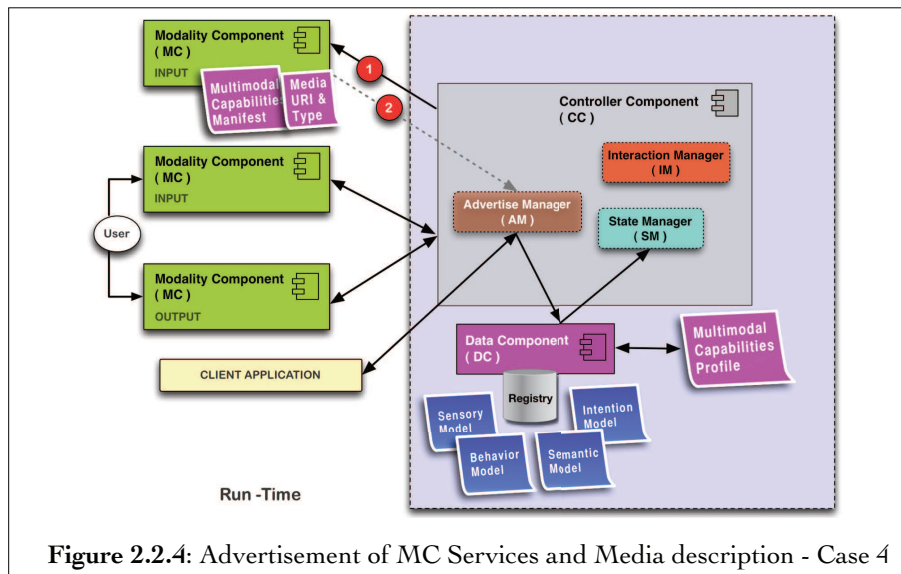 Modality Component
( MC )
INPUT
Multimodal
Capabilities
Manifest
Media
URI &
Type
1
2
Controller Component
( CC )
Interaction Manager
( IM )
Modality Component
( MC )
INPUT
Advertise Manager
( AM )
State Manager
( SM )
User
Modality Component
( MC )
OUTPUT
Data Component
( DC )
Multimodal
Capabilities
Profile
CLIENT APPLICATION
Registry
Sensory
Model
Intention
Model
Behavior
Model
Semantic
Model
Run -Time
Figure 2.2.4: Advertisement of MC Services and Media description - Case 4